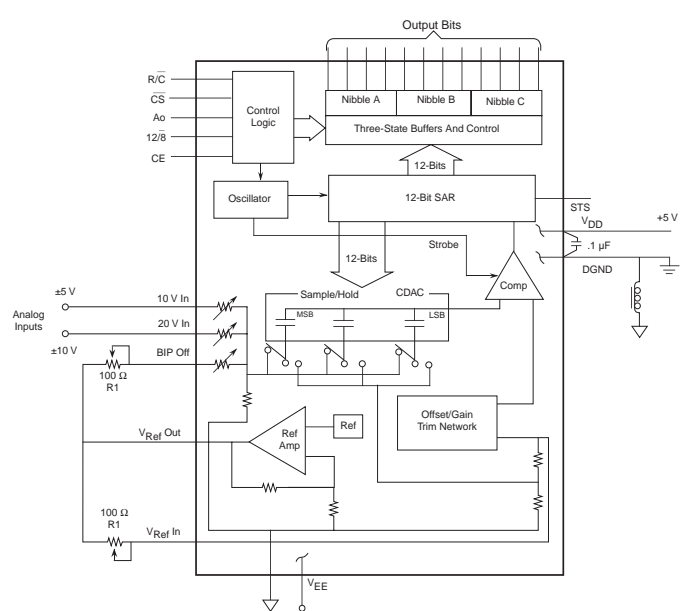 Output Bits
R/C̅
C̅S̅
Ao
12/8̅
CE
Control
Logic
Nibble A
Nibble B
Nibble C
Three-State Buffers And Control
12-Bits
Oscillator
12-Bit SAR
STS
VDD
+5 V
.1 µF
DGND
Strobe
12-Bits
Comp
±5 V
10 V In
Analog
Inputs
20 V In
±10 V
BIP Off
100 Ω
R1
Sample/Hold
CDAC
MSB
LSB
VRef Out
Ref
Amp
Ref
Offset/Gain
Trim Network
100 Ω
R1
VRef In
VEE